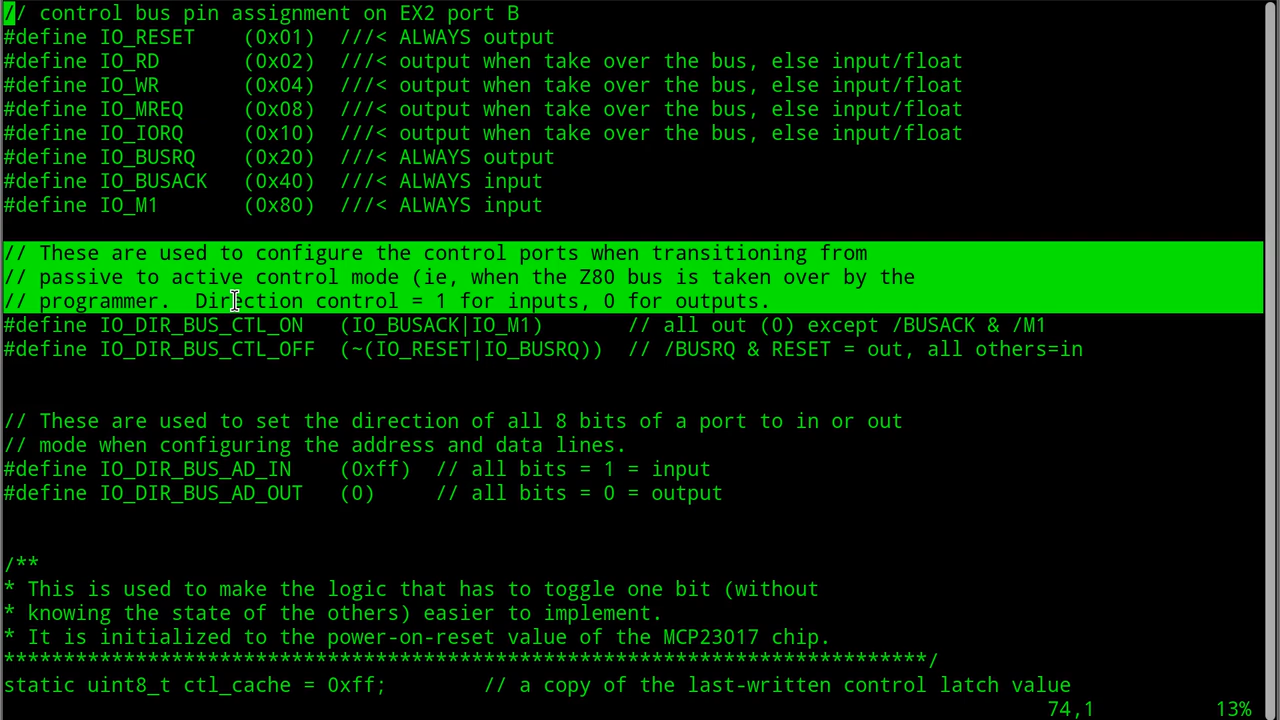 // control bus pin assignment on EX2 port B
#define IO_RESET    (0x01)  ///< ALWAYS output
#define IO_RD       (0x02)  ///< output when take over the bus, else input/float
#define IO_WR       (0x04)  ///< output when take over the bus, else input/float
#define IO_MREQ     (0x08)  ///< output when take over the bus, else input/float
#define IO_IORQ     (0x10)  ///< output when take over the bus, else input/float
#define IO_BUSRQ    (0x20)  ///< ALWAYS output
#define IO_BUSACK   (0x40)  ///< ALWAYS input
#define IO_M1       (0x80)  ///< ALWAYS input
// These are used to configure the control ports when transitioning from
// passive to active control mode (ie, when the Z80 bus is taken over by the
// programmer.  Direction control = 1 for inputs, 0 for outputs.
#define IO_DIR_BUS_CTL_ON   (IO_BUSACK|IO_M1)       // all out (0) except /BUSACK & /M1
#define IO_DIR_BUS_CTL_OFF  (~(IO_RESET|IO_BUSRQ))  // /BUSRQ & RESET = out, all others=in
// These are used to set the direction of all 8 bits of a port to in or out
// mode when configuring the address and data lines.
#define IO_DIR_BUS_AD_IN    (0xff)  // all bits = 1 = input
#define IO_DIR_BUS_AD_OUT   (0)     // all bits = 0 = output
/**
* This is used to make the logic that has to toggle one bit (without
* knowing the state of the others) easier to implement.
* It is initialized to the power-on-reset value of the MCP23017 chip.
*****************************************************************************/
static uint8_t ctl_cache = 0xff;        // a copy of the last-written control latch value
74,1          13%